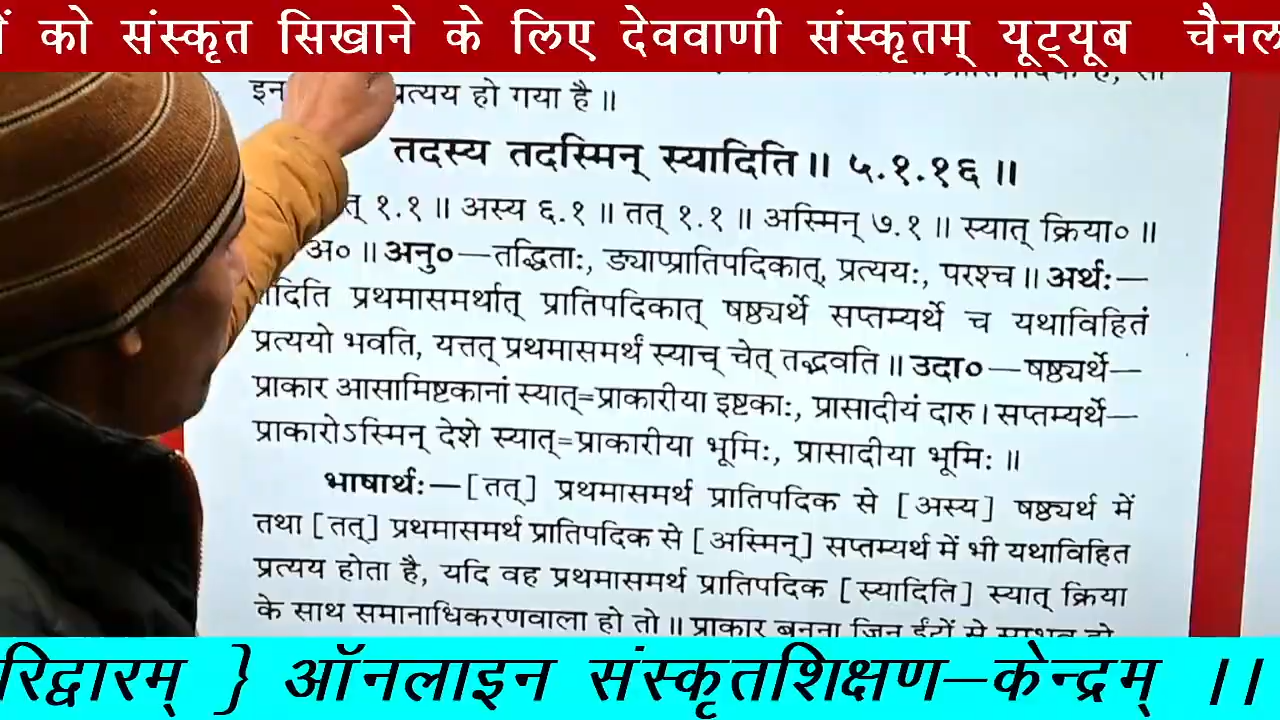 को संस्कृत सिखाने के लिए देववाणी संस्कृतम् यूट्यूब चैनल
प्रत्यय हो गया है ॥
तदस्य तदस्मिन् स्यादिति ॥ ५.१.१६ ॥
१.१ ॥ अस्य ६.१ ॥ तत् १.१ ॥ अस्मिन् ७.१ ॥ स्यात् क्रिया० ॥
अ० ॥ अनु०—तद्धिताः, ङ्याप्प्रातिपदिकात्, प्रत्ययः, परश्च ॥ अर्थः—
प्रथमासमर्थात् प्रातिपदिकात् षष्ठ्यर्थे सप्तम्यर्थे च यथाविहितं
प्रत्ययो भवति, यत्तत् प्रथमासमर्थं स्याच् चेत् तद्भवति ॥ उदा०—षष्ठ्यर्थे—
प्राकार आसामिष्टकानां स्यात्=प्राकारीया इष्टकाः, प्रासादीयं दारु। सप्तम्यर्थे—
प्राकारोऽस्मिन् देशे स्यात्=प्राकारीया भूमिः, प्रासादीया भूमिः ॥
भाषार्थः—[तत्] प्रथमासमर्थ प्रातिपदिक से [अस्य] षष्ठ्यर्थ में
तथा [तत्] प्रथमासमर्थ प्रातिपदिक से [अस्मिन्] सप्तम्यर्थ में भी यथाविहित
प्रत्यय होता है, यदि वह प्रथमासमर्थ प्रातिपदिक [स्यादिति] स्यात् क्रिया
के साथ समानाधिकरणवाला हो तो ॥ प्राकार बनना जिन ईंटों से
} ऑनलाइन संस्कृतशिक्षण—केन्द्रम् ।।